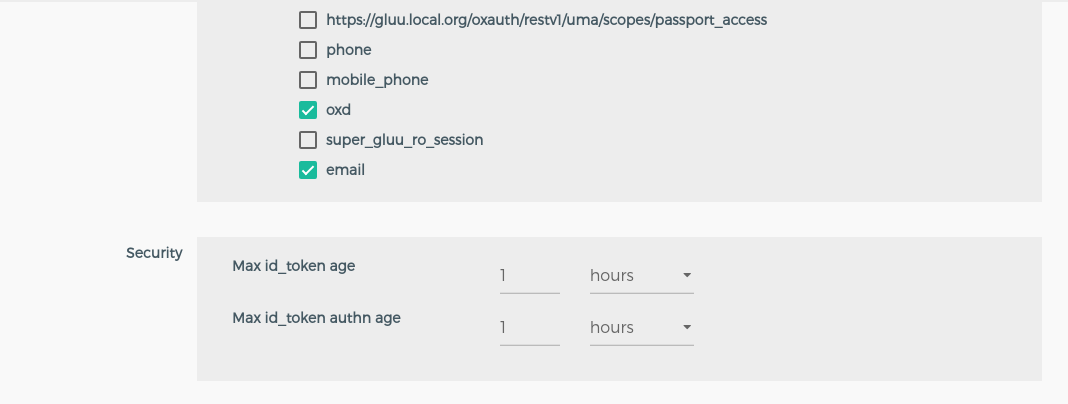 https://gluu.local.org/oxauth/restv1/uma/scopes/passport_access
phone
mobile_phone
oxd
super_gluu_ro_session
email
Security
Max id_token age 1 hours
Max id_token authn age 1 hours